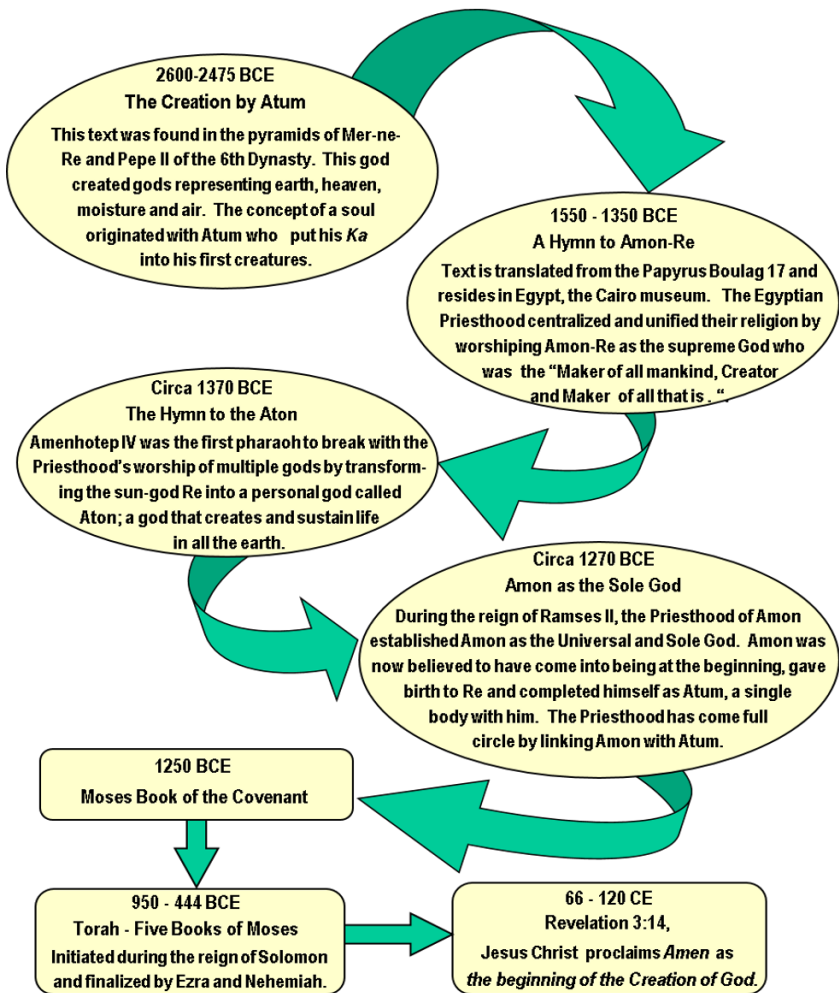 2600-2475 BCE
The Creation by Atum
This text was found in the pyramids of Mer-ne-
Re and Pepe II of the 6th Dynasty. This god
created gods representing earth, heaven,
moisture and air. The concept of a soul
originated with Atum who put his Ka
into his first creatures.
1550 - 1350 BCE
A Hymn to Amon-Re
Text is translated from the Papyrus Boulag 17 and
resides in Egypt, the Cairo museum. The Egyptian
Priesthood centralized and unified their religion by
worshiping Amon-Re as the supreme God who
was the “Maker of all mankind, Creator
and Maker of all that is . “.
Circa 1370 BCE
The Hymn to the Aton
Amenhotep IV was the first pharaoh to break with the
Priesthood's worship of multiple gods by transform-
ing the sun-god Re into a personal god called
Aton; a god that creates and sustain life
in all the earth.
Circa 1270 BCE
Amon as the Sole God
During the reign of Ramses II, the Priesthood of Amon
established Amon as the Universal and Sole God. Amon was
now believed to have come into being at the beginning, gave
birth to Re and completed himself as Atum, a single
body with him. The Priesthood has come full
circle by linking Amon with Atum.
1250 BCE
Moses Book of the Covenant
950 - 444 BCE
Torah - Five Books of Moses
Initiated during the reign of Solomon
and finalized by Ezra and Nehemiah.
66 - 120 CE
Revelation 3:14,
Jesus Christ proclaims Amen as
the beginning of the Creation of God.